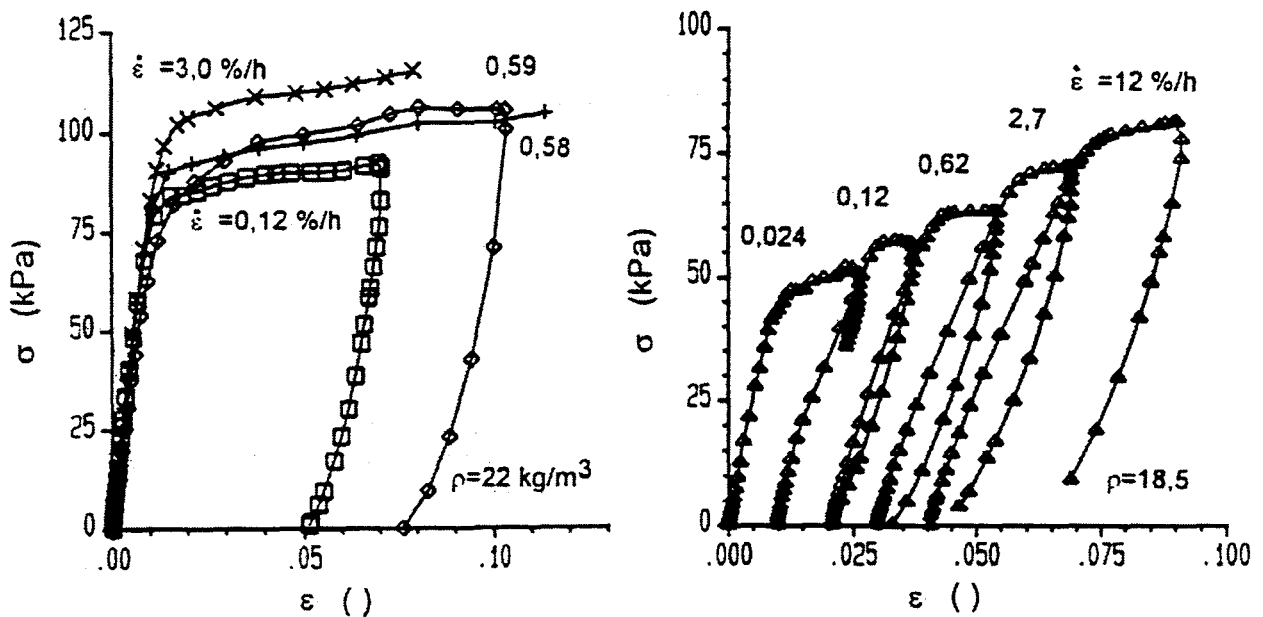 125
100
75
50
25
0
σ (kPa)
ε̇ =3,0 %/h
0,59
0,58
ε̇ =0,12 %/h
ρ=22 kg/m³
.00
.05
.10
ε ( )
100
75
50
25
0
σ (kPa)
ε̇ =12 %/h
2,7
0,62
0,12
0,024
ρ=18,5
.000
.025
.050
.075
.100
ε ( )